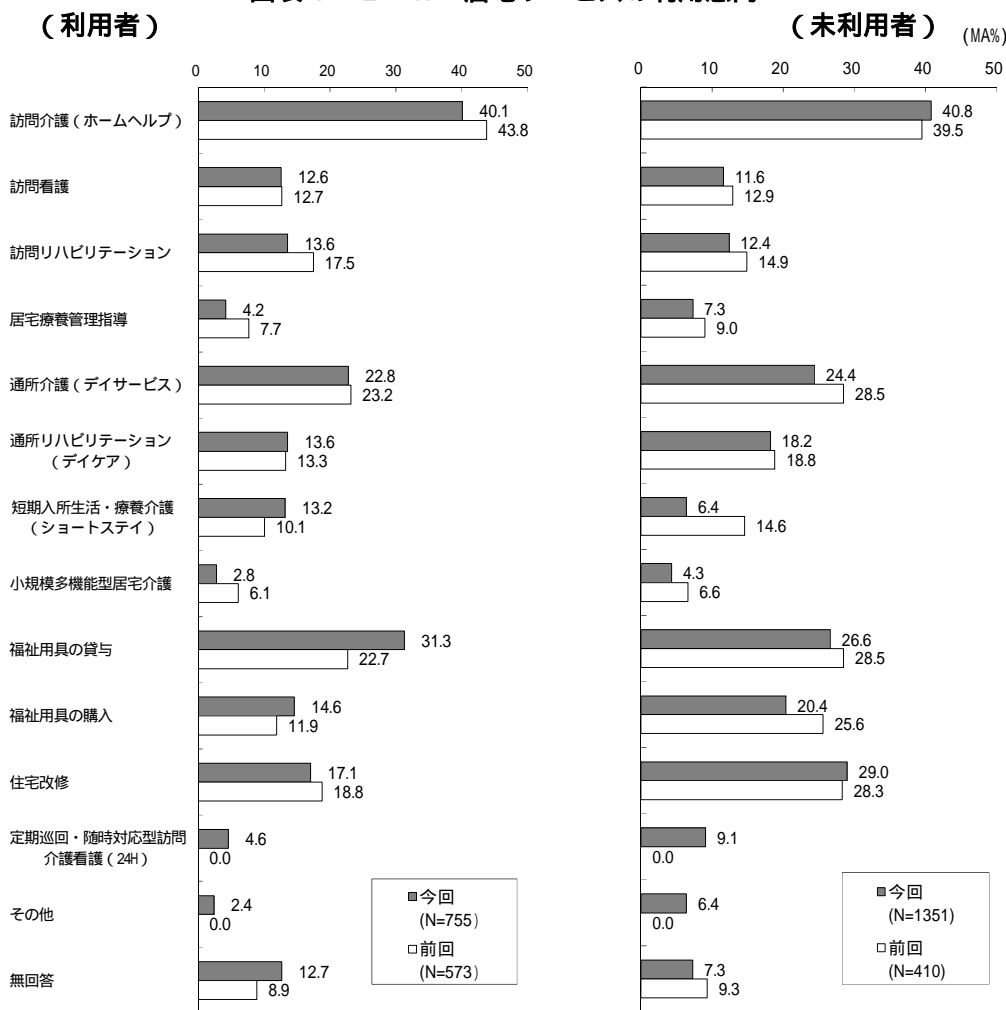 (利用者)
(未利用者) (MA%)
0 10 20 30 40 50
0 10 20 30 40 50
訪問介護(ホームヘルプ) 40.1 40.8
43.8 39.5
訪問看護 12.6 11.6
12.7 12.9
訪問リハビリテーション 13.6 12.4
17.5 14.9
居宅療養管理指導 4.2 7.3
7.7 9.0
通所介護(デイサービス) 22.8 24.4
23.2 28.5
通所リハビリテーション 13.6 18.2
(デイケア) 13.3 18.8
短期入所生活・療養介護 13.2 6.4
(ショートステイ) 10.1 14.6
小規模多機能型居宅介護 2.8 4.3
6.1 6.6
福祉用具の貸与 31.3 26.6
22.7 28.5
福祉用具の購入 14.6 20.4
11.9 25.6
住宅改修 17.1 29.0
18.8 28.3
定期巡回・随時対応型訪問 4.6 9.1
介護看護(24H) 0.0 0.0
その他 2.4 6.4
0.0 0.0
無回答 12.7 7.3
8.9 9.3
今回
(N=755)
前回
(N=573)
今回
(N=1351)
前回
(N=410)